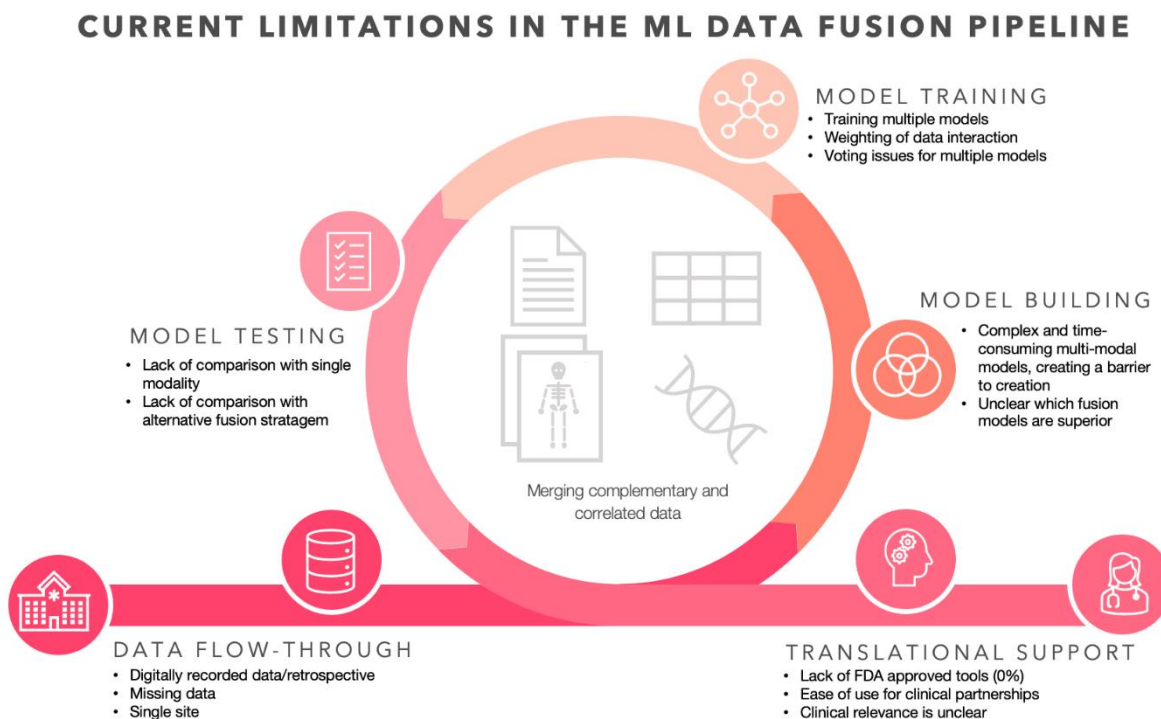 CURRENT LIMITATIONS IN THE ML DATA FUSION PIPELINE
MODEL TRAINING
• Training multiple models
• Weighting of data interaction
• Voting issues for multiple models
MODEL TESTING
• Lack of comparison with single
modality
• Lack of comparison with
alternative fusion stratagem
MODEL BUILDING
• Complex and time-
consuming multi-modal
models, creating a barrier
to creation
• Unclear which fusion
models are superior
Merging complementary and
correlated data
DATA FLOW-THROUGH
• Digitally recorded data/retrospective
• Missing data
• Single site
TRANSLATIONAL SUPPORT
• Lack of FDA approved tools (0%)
• Ease of use for clinical partnerships
• Clinical relevance is unclear